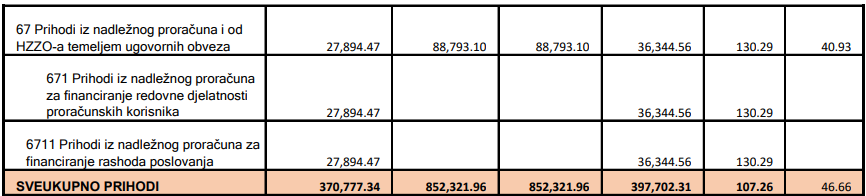 67 Prihodi iz nadležnog proračuna i od
HZZO-a temeljem ugovornih obveza 27,894.47 88,793.10 88,793.10 36,344.56 130.29 40.93
671 Prihodi iz nadležnog proračuna
za financiranje redovne djelatnosti
proračunskih korisnika 27,894.47 36,344.56 130.29
6711 Prihodi iz nadležnog proračuna za
financiranje rashoda poslovanja 27,894.47 36,344.56 130.29
SVEUKUPNO PRIHODI 370,777.34 852,321.96 852,321.96 397,702.31 107.26 46.66